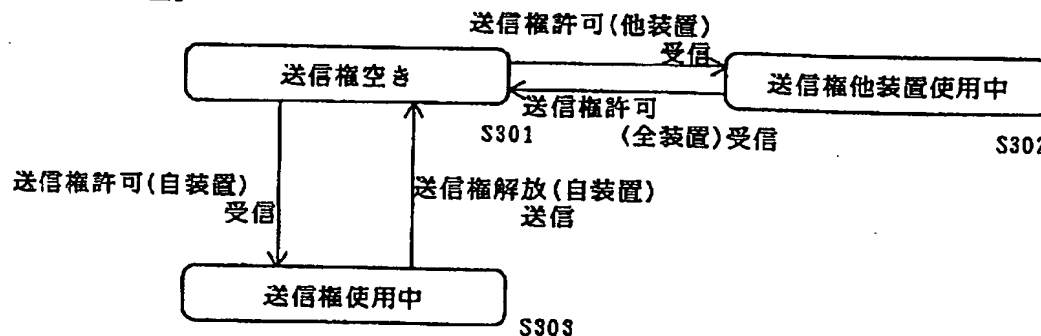 送信権許可(他装置)
受信
送信権空き
送信権他装置使用中
送信権許可
(全装置)受信
S301
S302
送信権許可(自装置)
受信
送信権解放(自装置)
送信
送信権使用中
S303